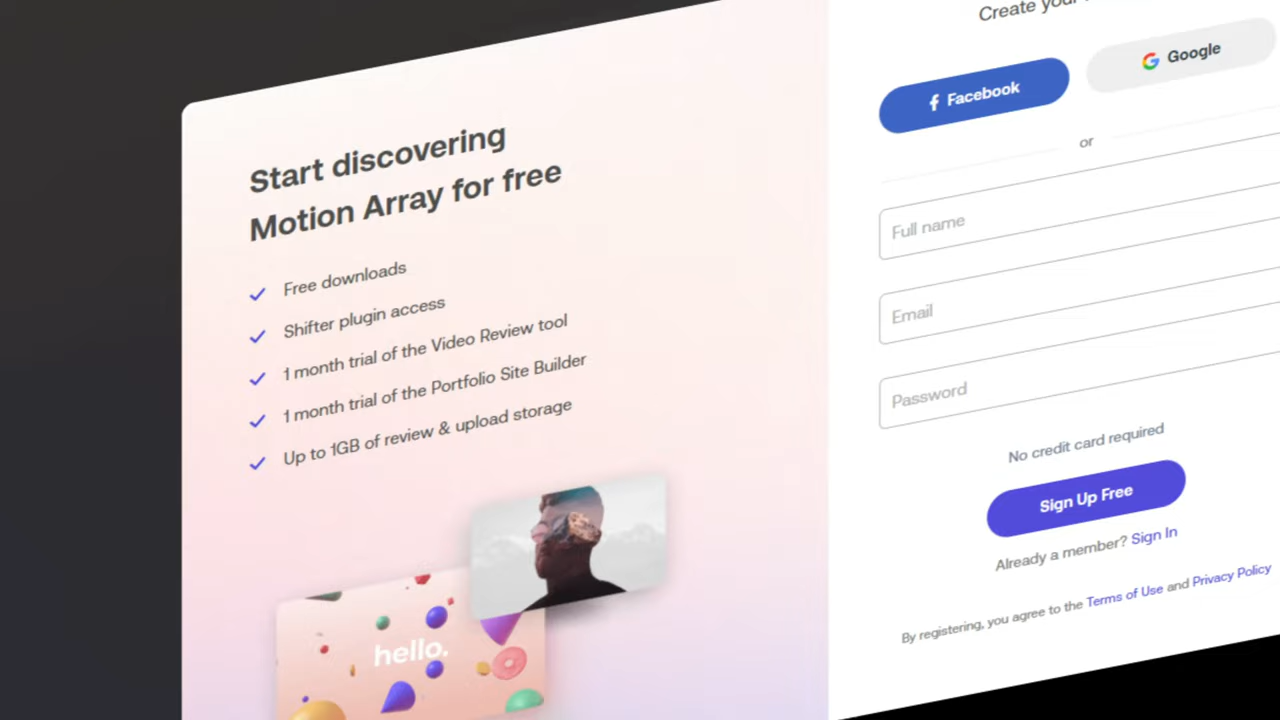 Start discovering
Motion Array for free
Free downloads
Shifter plugin access
1 month trial of the Video Review tool
1 month trial of the Portfolio Site Builder
Up to 1GB of review & upload storage
hello.
Create your
Facebook
Google
or
Full name
Email
Password
No credit card required
Sign Up Free
Already a member? Sign In
By registering, you agree to the Terms of Use and Privacy Policy